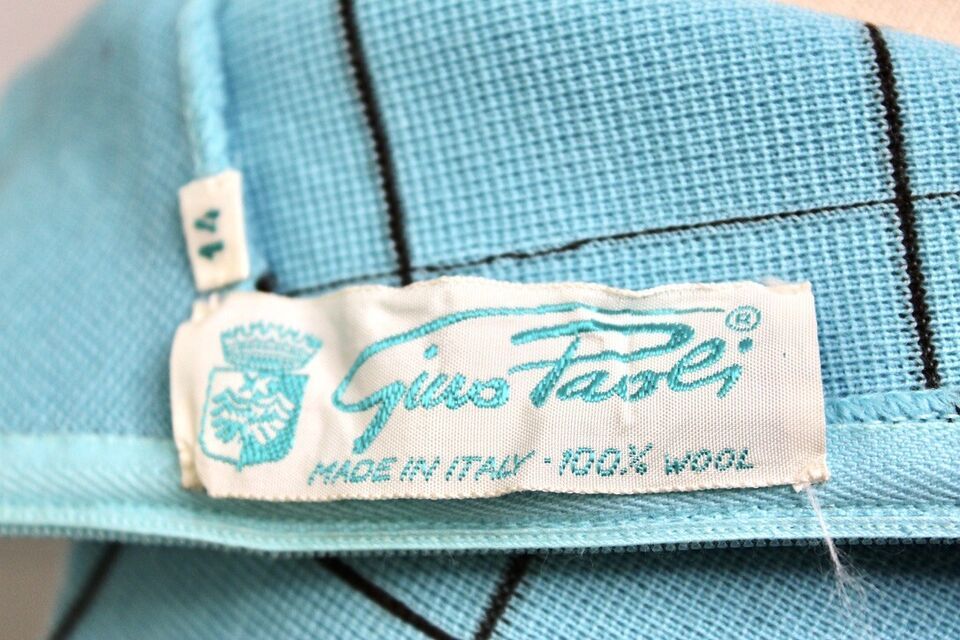 14
Gino Paoli ®
MADE IN ITALY - 100% WOOL